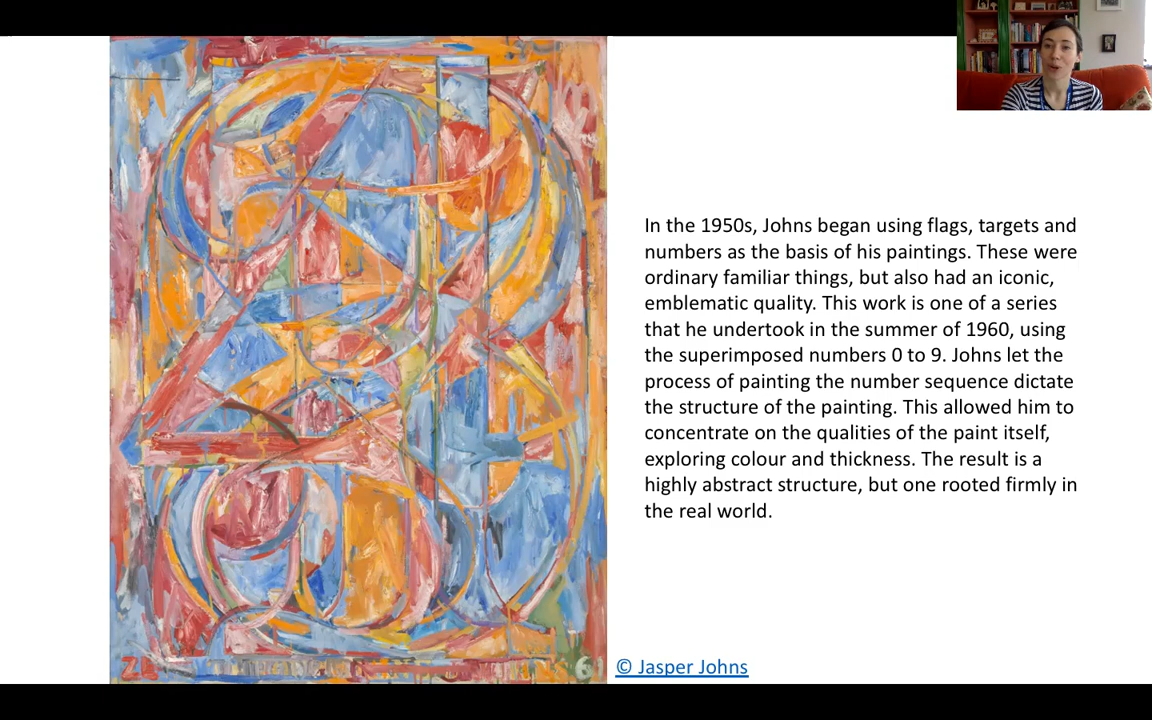 In the 1950s, Johns began using flags, targets and
numbers as the basis of his paintings. These were
ordinary familiar things, but also had an iconic,
emblematic quality. This work is one of a series
that he undertook in the summer of 1960, using
the superimposed numbers 0 to 9. Johns let the
process of painting the number sequence dictate
the structure of the painting. This allowed him to
concentrate on the qualities of the paint itself,
exploring colour and thickness. The result is a
highly abstract structure, but one rooted firmly in
the real world.
© Jasper Johns